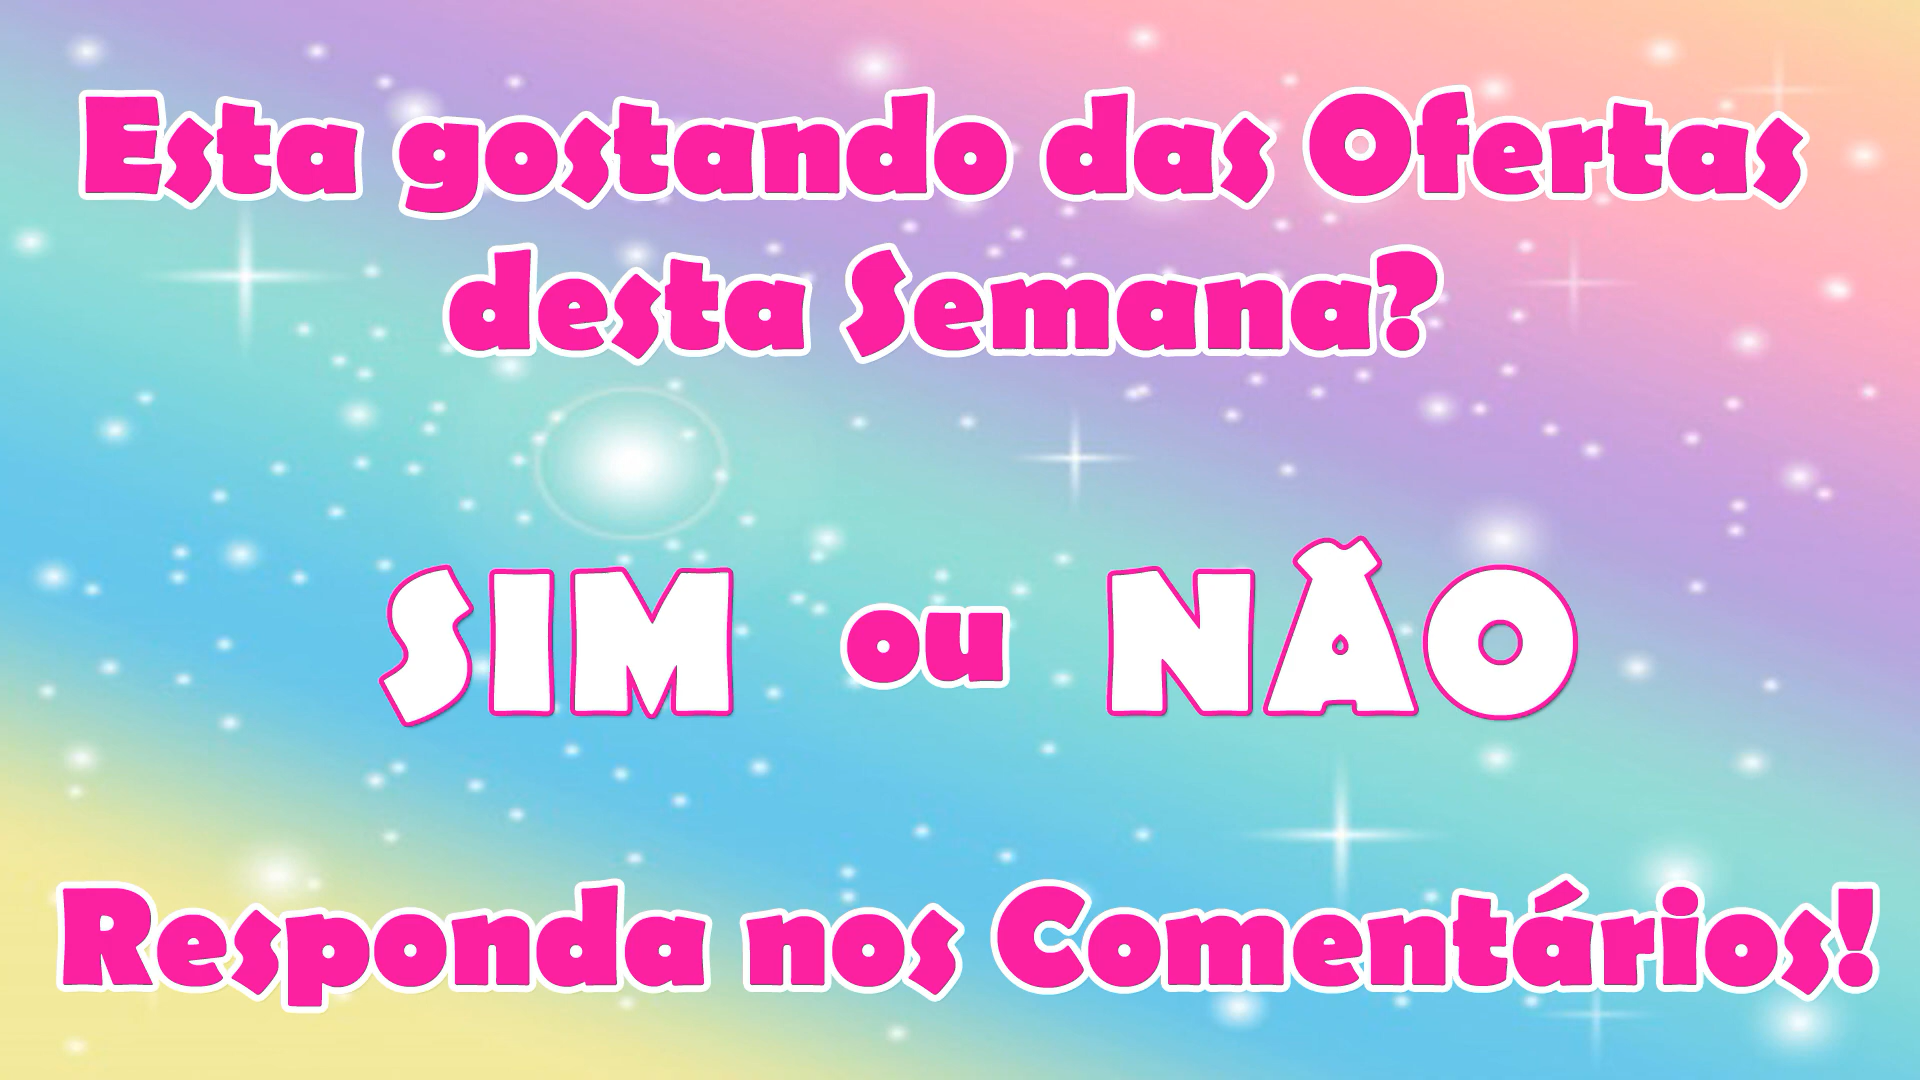 Esta gostando das Ofertas
desta Semana?
SIM ou NÃO
Responda nos Comentários!